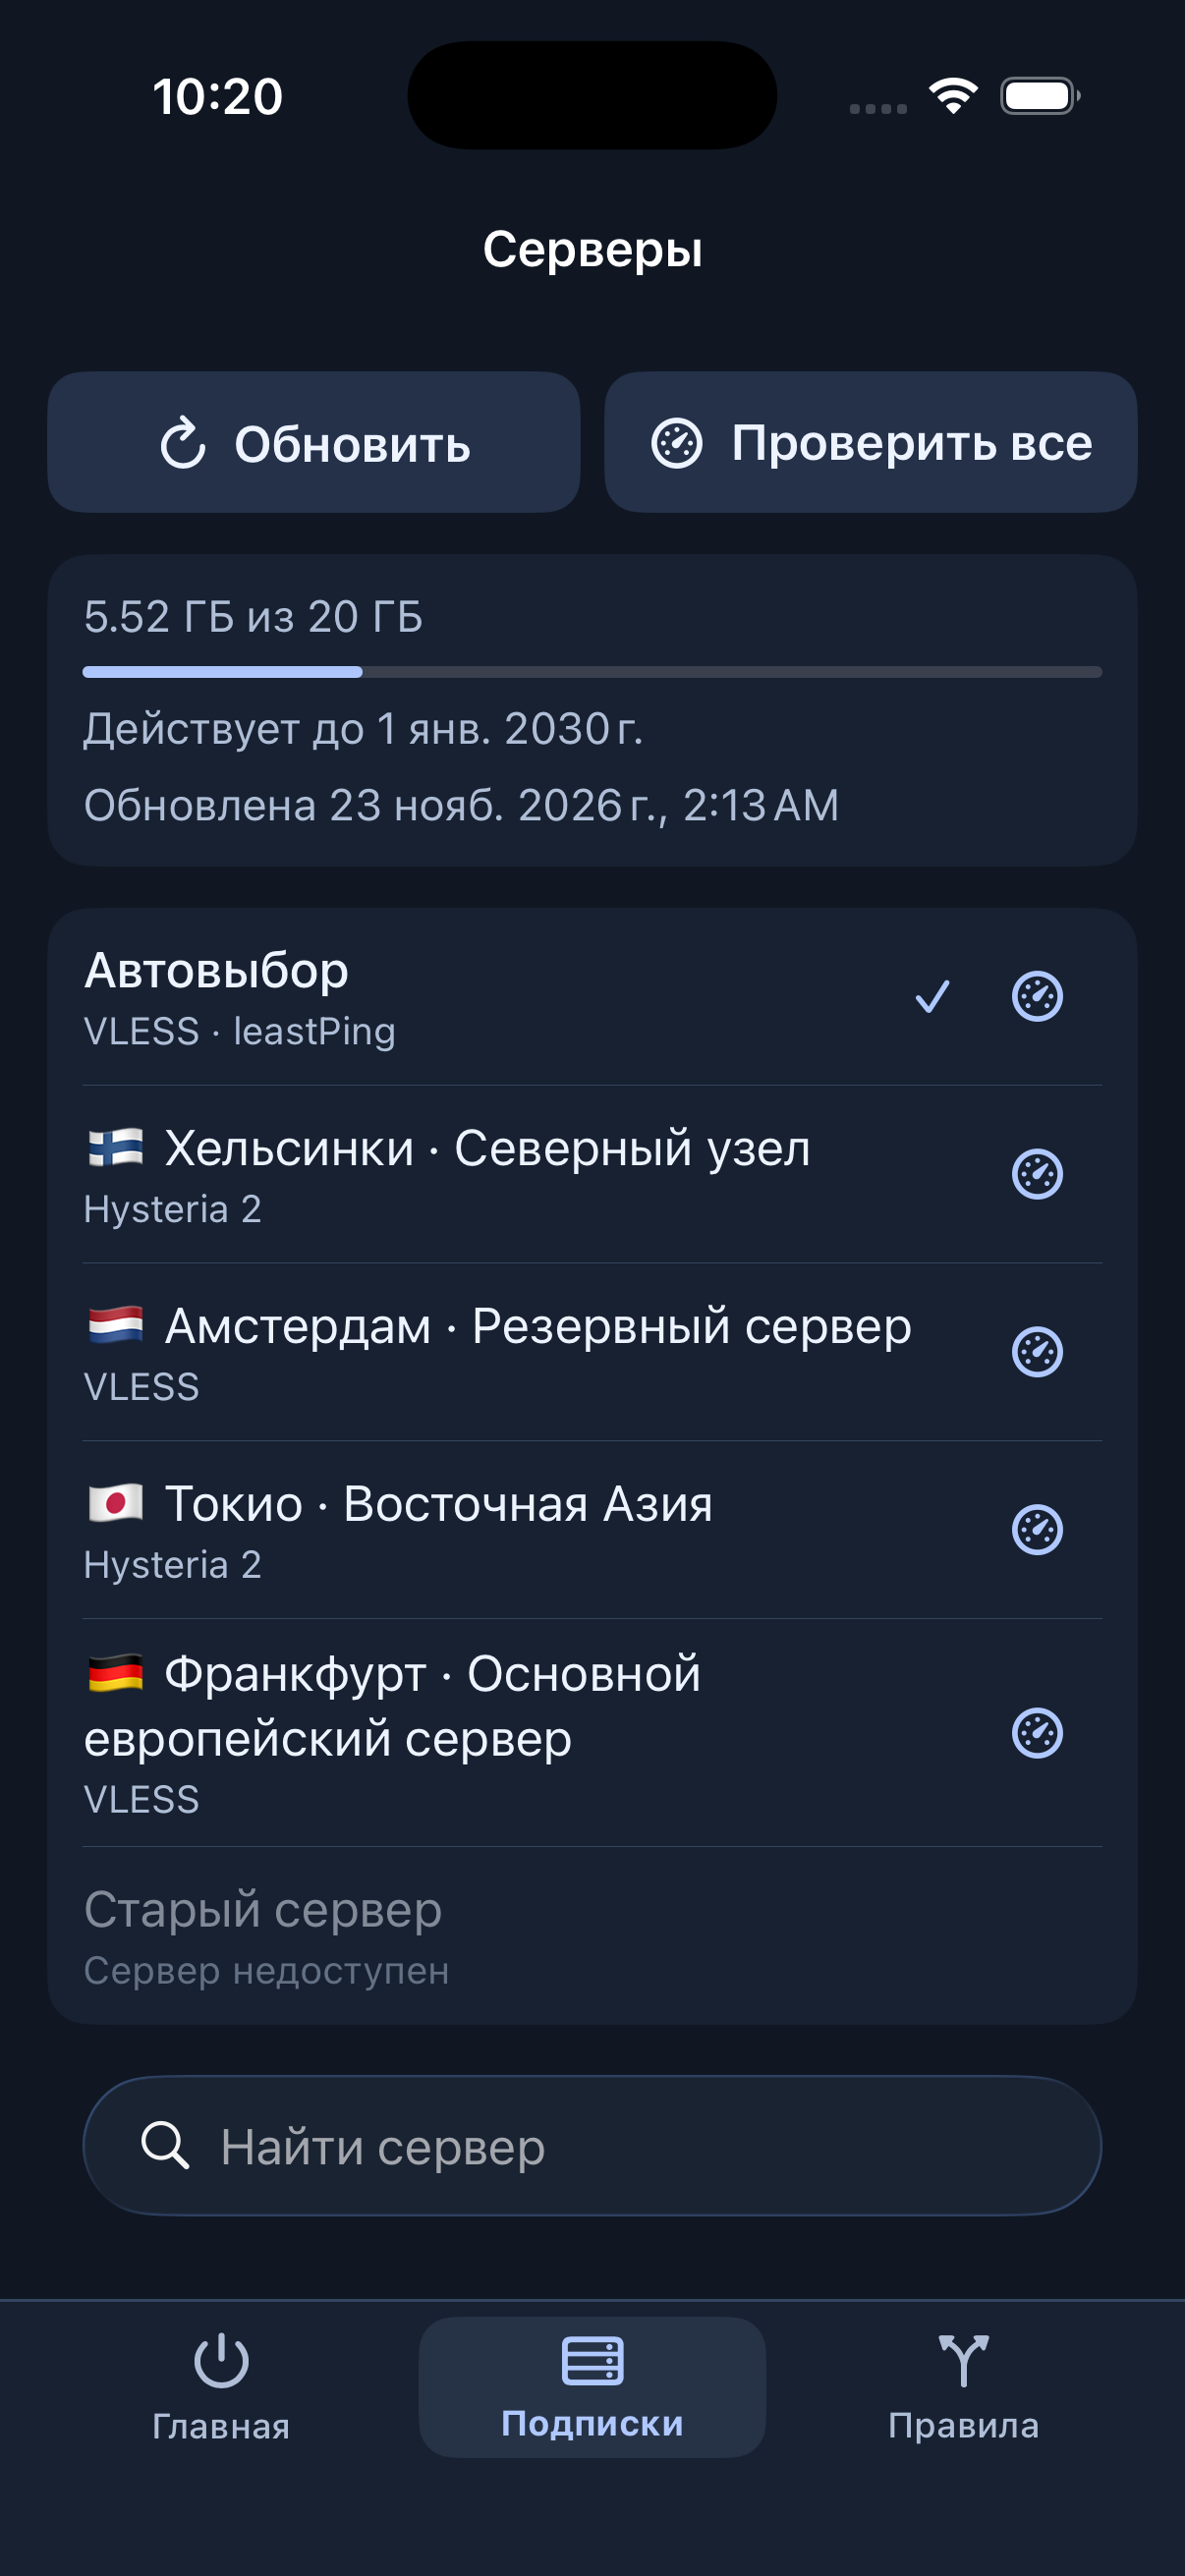 10:20
Серверы
Обновить
Проверить все
5.52 ГБ из 20 ГБ
Действует до 1 янв. 2030 г.
Обновлена 23 нояб. 2026 г., 2:13 AM
Автовыбор
VLESS · leastPing
🇫🇮 Хельсинки · Северный узел
Hysteria 2
🇳🇱 Амстердам · Резервный сервер
VLESS
🇯🇵 Токио · Восточная Азия
Hysteria 2
🇩🇪 Франкфурт · Основной
европейский сервер
VLESS
Старый сервер
Сервер недоступен
Найти сервер
Главная
Подписки
Правила